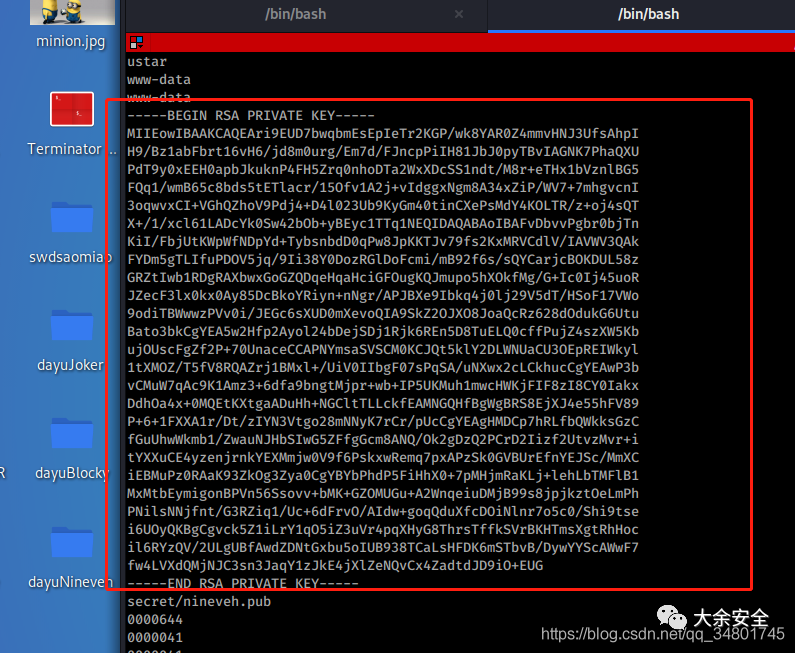 /bin/bash
×
/bin/bash
minion.jpg
Terminator ...
swdsaomiao
dayuJoker
dayuBlocky
R
dayuNineveh
ustar
www-data
www-data
-----BEGIN RSA PRIVATE KEY-----
MIIEowIBAAKCAQEAri9EUD7bwqbmEsEpIeTr2KGP/wk8YAR0Z4mmvHNJ3UfsAhpI
H9/Bz1abFbrt16vH6/jd8m0urg/Em7d/FJncpPiIH81JbJ0pyTBvIAGNK7PhaQXU
PdT9y0xEEH0apbJkuknP4FH5Zrq0nhoDTa2WxXDcSS1ndt/M8r+eTHx1bVznlBG5
FQq1/wmB65c8bds5tETlacr/15Ofv1A2j+vIdggxNgm8A34xZiP/WV7+7mhgvcnI
3oqwvxCI+VGhQZhoV9Pdj4+D4l023Ub9KyGm40tinCXePsMdY4KOLTR/z+oj4sQT
X+/1/xcl61LADcYk0Sw42bOb+yBEyc1TTq1NEQIDAQABAoIBAFvDbvvPgbr0bjTn
KiI/FbjUtKWpWfNDpYd+TybsnbdD0qPw8JpKKTJv79fs2KxMRVCdlV/IAVWV3QAk
FYDm5gTLIfuPDOV5jq/9Ii38Y0DozRGlDoFcmi/mB92f6s/sQYCarjcBOKDUL58z
GRZtIwb1RDgRAXbwxGoGZQDqeHqaHciGFOugKQJmupo5hXOkfMg/G+Ic0Ij45uoR
JZecF3lx0kx0Ay85DcBkoYRiyn+nNgr/APJBXe9Ibkq4j0lj29V5dT/HSoF17VWo
9odiTBWwwzPVv0i/JEGc6sXUD0mXevoQIA9SkZ2OJXO8JoaQcRz628dOdukG6Utu
Bato3bkCgYEA5w2Hfp2Ayol24bDejSDj1Rjk6REn5D8TuELQ0cffPujZ4szXW5Kb
ujOUscFgZf2P+70UnaceCCAPNYmsaSVSCM0KCJQt5klY2DLWNUaCU3OEpREIWkyl
1tXMOZ/T5fV8RQAZrj1BMxl+/UiV0IIbgF07sPqSA/uNXwx2cLCkhucCgYEAwP3b
vCMuW7qAc9K1Amz3+6dfa9bngtMjpr+wb+IP5UKMuh1mwcHWKjFIF8zI8CY0Iakx
DdhOa4x+0MQEtKXtgaADuHh+NGCltTLLckfEAMNGQHfBgWgBRS8EjXJ4e55hFV89
P+6+1FXXA1r/Dt/zIYN3Vtgo28mNNyK7rCr/pUcCgYEAgHMDCp7hRLfbQWkksGzC
fGuUhwWkmb1/ZwauNJHbSIwG5ZFfgGcm8ANQ/Ok2gDzQ2PCrD2Iizf2UtvzMvr+i
tYXXuCE4yzenjrnkYEXMmjw0V9f6PskxwRemq7pxAPzSk0GVBUrEfnYEJSc/MmXC
iEBMuPz0RAaK93ZkOg3Zya0CgYBYbPhdP5FiHhX0+7pMHjmRaKLj+lehLbTMFlB1
MxMtbEymigonBPVn56Ssovv+bMK+GZOMUGu+A2WnqeiuDMjB99s8jpjkztOeLmPh
PNilsNNjfnt/G3RZiq1/Uc+6dFrvO/AIdw+goqQduXfcDOiNlnr7o5c0/Shi9tse
i6UOyQKBgCgvck5Z1iLrY1qO5iZ3uVr4pqXHyG8ThrsTffkSVrBKHTmsXgtRhHoc
il6RYzQV/2ULgUBfAwdZDNtGxbu5oIUB938TCaLsHFDK6mSTbvB/DywYYScAWwF7
fw4LVXdQMjNJC3sn3JaqY1zJkE4jXlZeNQvCx4ZadtdJD9iO+EUG
-----END RSA PRIVATE KEY-----
secret/nineveh.pub
0000644
0000041
大余安全
https://blog.csdn.net/qq_34801745